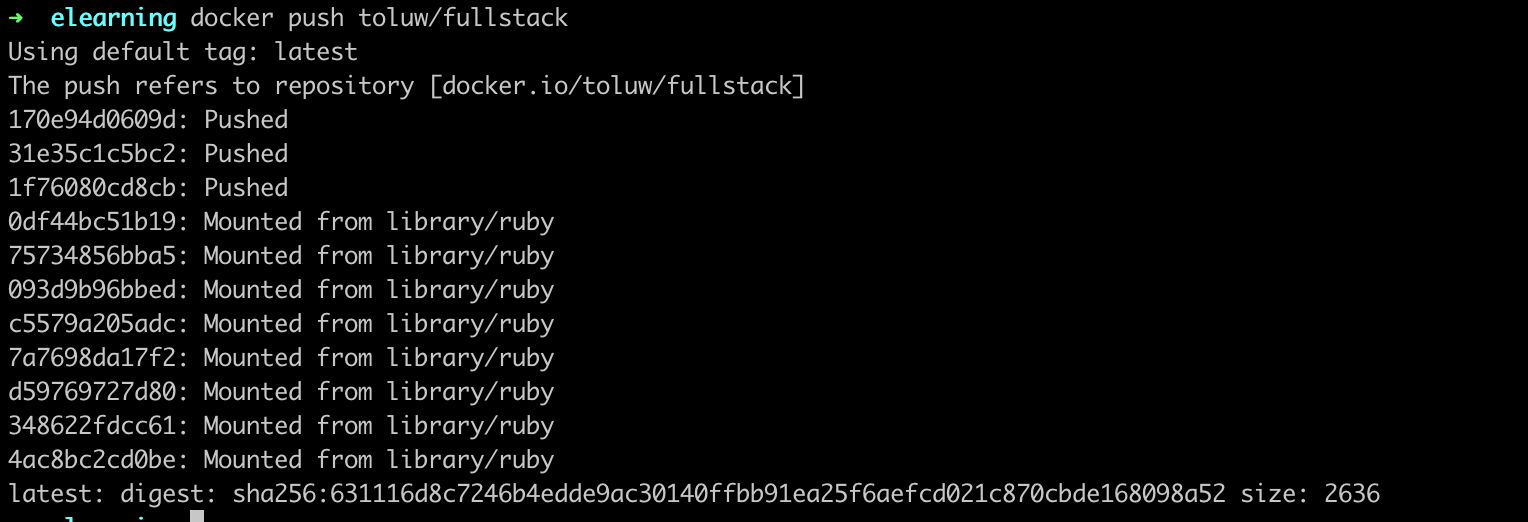 ➜  elearning docker push toluw/fullstack
Using default tag: latest
The push refers to repository [docker.io/toluw/fullstack]
170e94d0609d: Pushed
31e35c1c5bc2: Pushed
1f76080cd8cb: Pushed
0df44bc51b19: Mounted from library/ruby
75734856bba5: Mounted from library/ruby
093d9b96bbed: Mounted from library/ruby
c5579a205adc: Mounted from library/ruby
7a7698da17f2: Mounted from library/ruby
d59769727d80: Mounted from library/ruby
348622fdcc61: Mounted from library/ruby
4ac8bc2cd0be: Mounted from library/ruby
latest: digest: sha256:631116d8c7246b4edde9ac30140ffbb91ea25f6aefcd021c870cbde168098a52 size: 2636
elearning